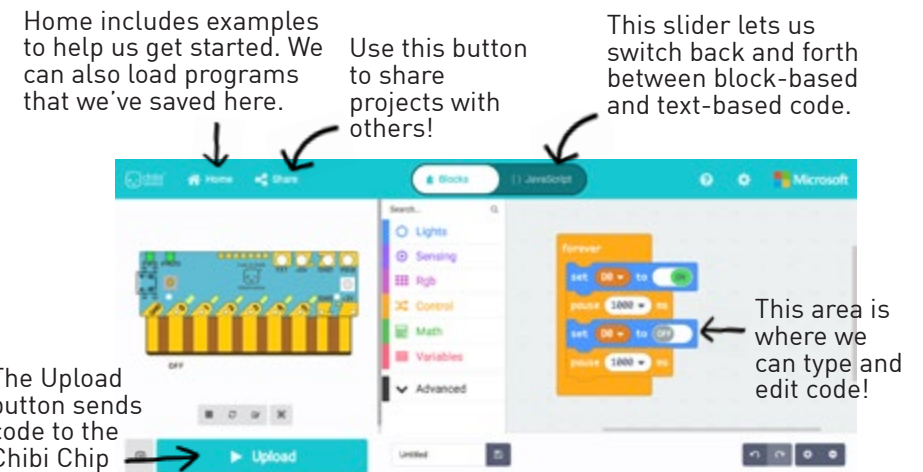 Home includes examples
to help us get started. We
can also load programs
that we've saved here.
Use this button
to share
projects with
others!
This slider lets us
switch back and forth
between block-based
and text-based code.
Home
Share
Blocks
{} JavaScript
Microsoft
Search...
Lights
Sensing
Rgb
Control
Math
Variables
Advanced
OFF
forever
set D0 to ON
pause 1000 ms
set D0 to OFF
pause 1000 ms
This area is
where we
can type and
edit code!
The Upload
button sends
code to the
Chibi Chip
Upload
Untitled